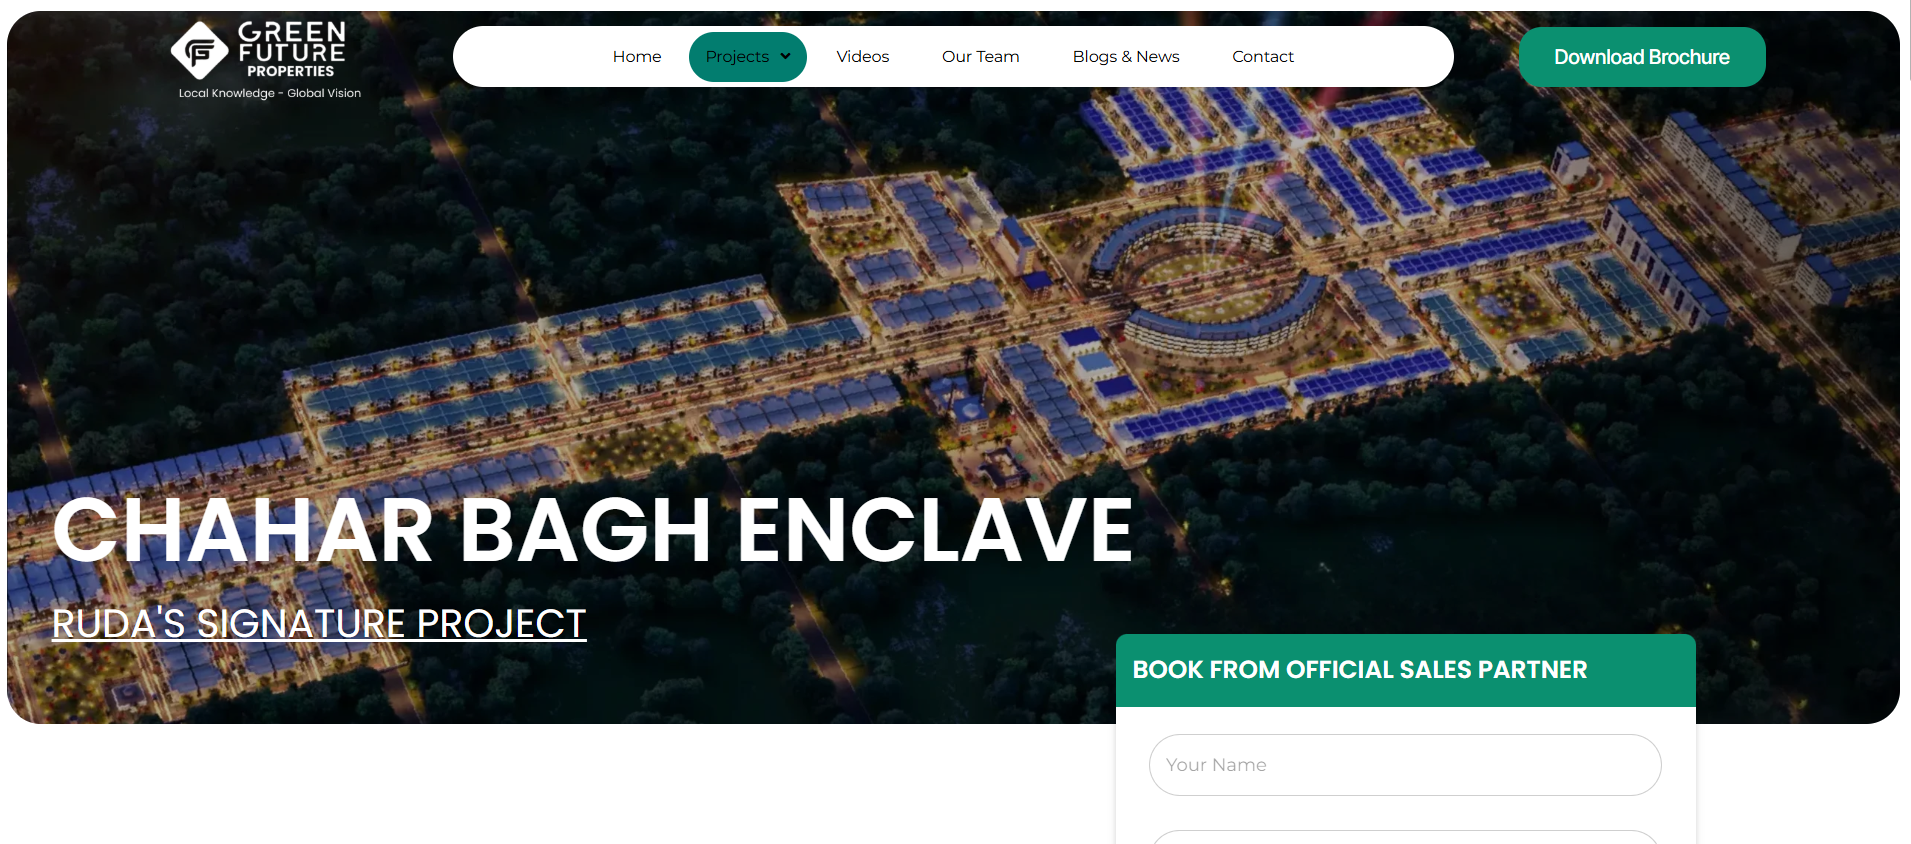 GREEN
FUTURE
PROPERTIES
Local Knowledge - Global Vision
Home
Projects
Videos
Our Team
Blogs & News
Contact
Download Brochure
CHAHAR BAGH ENCLAVE
RUDA'S SIGNATURE PROJECT
BOOK FROM OFFICIAL SALES PARTNER
Your Name